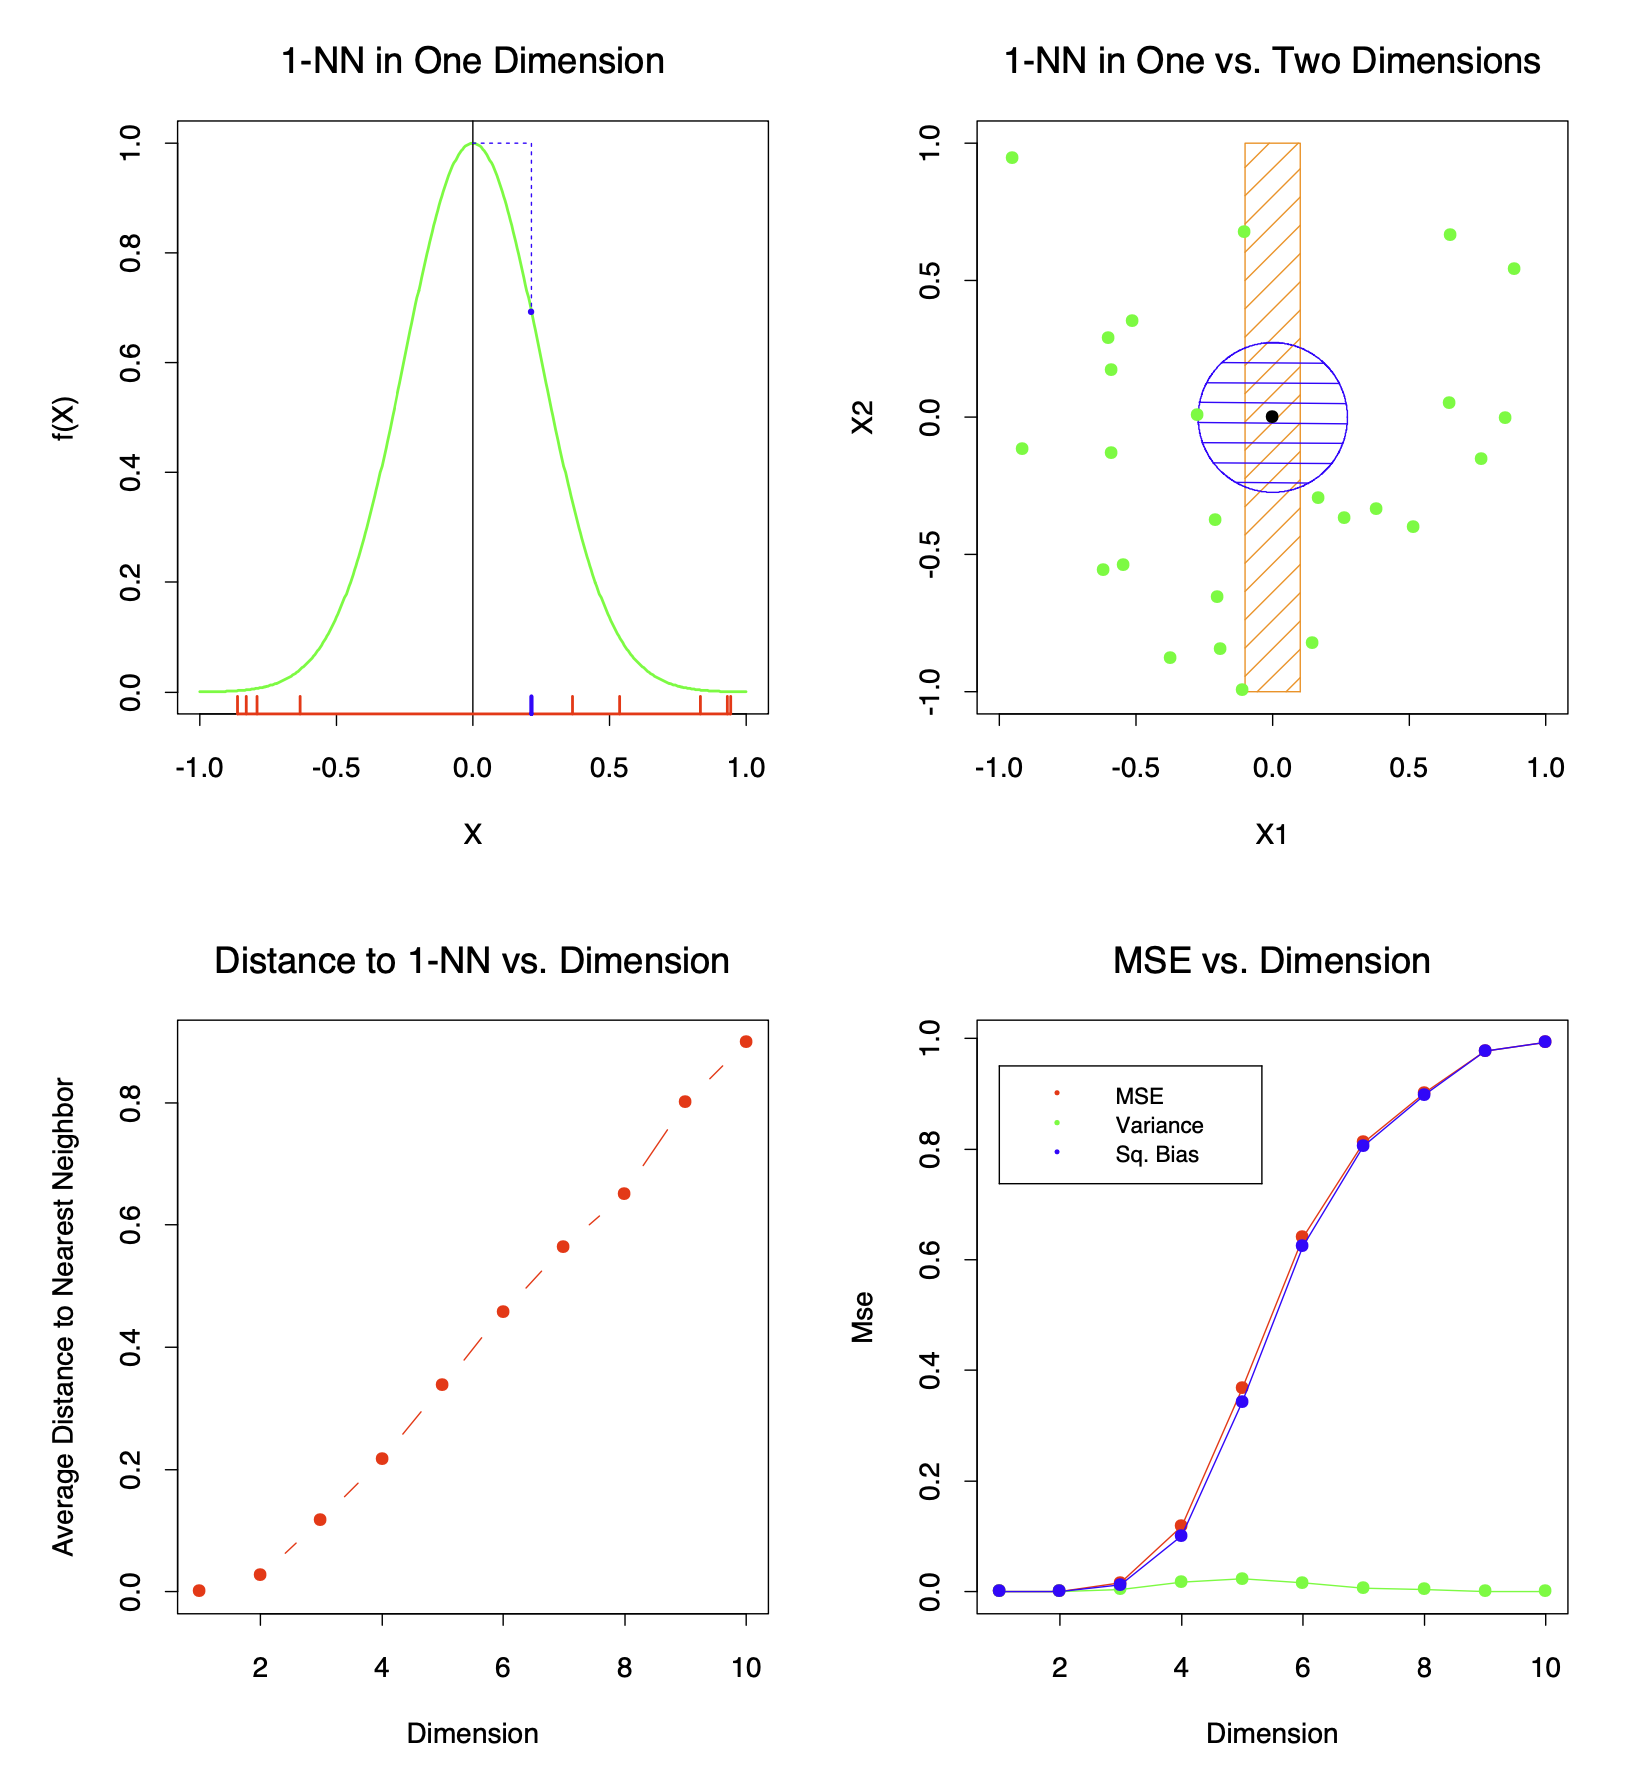 1-NN in One Dimension
f(X)
1.0
0.8
0.6
0.4
0.2
0.0
-1.0 -0.5 0.0 0.5 1.0
X
1-NN in One vs. Two Dimensions
X2
1.0
0.5
0.0
-0.5
-1.0
-1.0 -0.5 0.0 0.5 1.0
X1
Distance to 1-NN vs. Dimension
Average Distance to Nearest Neighbor
0.8
0.6
0.4
0.2
0.0
2 4 6 8 10
Dimension
MSE vs. Dimension
Mse
1.0
0.8
0.6
0.4
0.2
0.0
MSE
Variance
Sq. Bias
2 4 6 8 10
Dimension